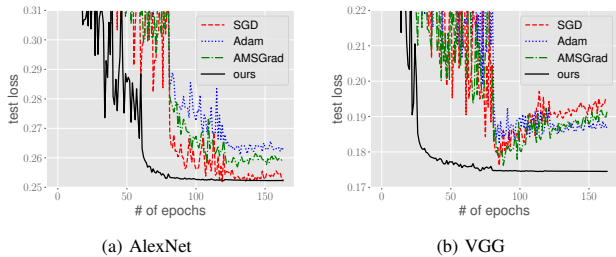 0.31
0.30
0.29
0.28
0.27
0.26
0.25
test loss
0 50 100 150
# of epochs
SGD
Adam
AMSGrad
ours
(a) AlexNet
0.22
0.21
0.20
0.19
0.18
0.17
test loss
0 50 100 150
# of epochs
SGD
Adam
AMSGrad
ours
(b) VGG